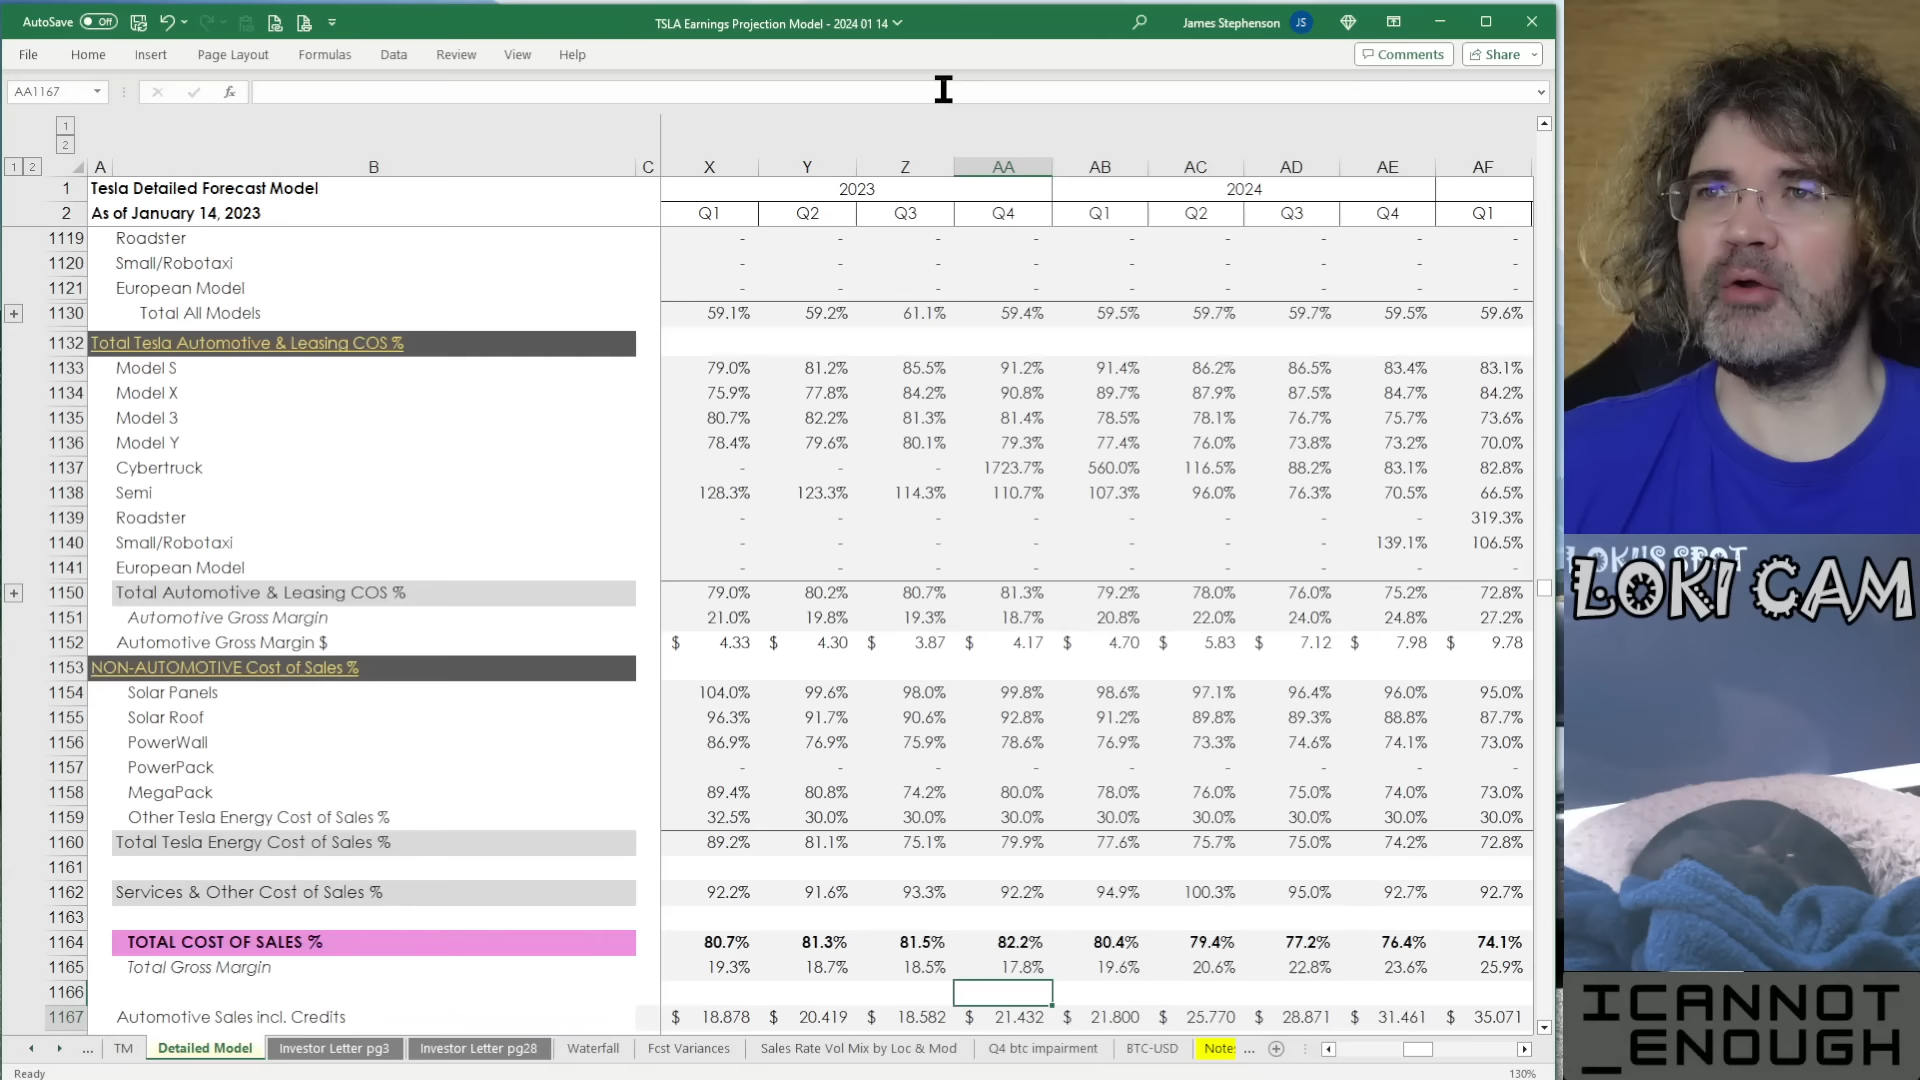 AutoSave Off TSLA Earnings Projection Model - 2024 01 14 James Stephenson JS
File Home Insert Page Layout Formulas Data Review View Help Comments Share
AA1167 fx
1
2
1 2 A B C X Y Z AA AB AC AD AE AF
1 Tesla Detailed Forecast Model 2023 2024
2 As of January 14, 2023 Q1 Q2 Q3 Q4 Q1 Q2 Q3 Q4 Q1
1119 Roadster - - - - - - - - -
1120 Small/Robotaxi - - - - - - - - -
1121 European Model - - - - - - - - -
1130 Total All Models 59.1% 59.2% 61.1% 59.4% 59.5% 59.7% 59.7% 59.5% 59.6%
1132 Total Tesla Automotive & Leasing COS %
1133 Model S 79.0% 81.2% 85.5% 91.2% 91.4% 86.2% 86.5% 83.4% 83.1%
1134 Model X 75.9% 77.8% 84.2% 90.8% 89.7% 87.9% 87.5% 84.7% 84.2%
1135 Model 3 80.7% 82.2% 81.3% 81.4% 78.5% 78.1% 76.7% 75.7% 73.6%
1136 Model Y 78.4% 79.6% 80.1% 79.3% 77.4% 76.0% 73.8% 73.2% 70.0%
1137 Cybertruck - - - 1723.7% 560.0% 116.5% 88.2% 83.1% 82.8%
1138 Semi 128.3% 123.3% 114.3% 110.7% 107.3% 96.0% 76.3% 70.5% 66.5%
1139 Roadster - - - - - - - - 319.3%
1140 Small/Robotaxi - - - - - - - 139.1% 106.5%
1141 European Model - - - - - - - - -
1150 Total Automotive & Leasing COS % 79.0% 80.2% 80.7% 81.3% 79.2% 78.0% 76.0% 75.2% 72.8%
1151 Automotive Gross Margin 21.0% 19.8% 19.3% 18.7% 20.8% 22.0% 24.0% 24.8% 27.2%
1152 Automotive Gross Margin $ $ 4.33 $ 4.30 $ 3.87 $ 4.17 $ 4.70 $ 5.83 $ 7.12 $ 7.98 $ 9.78
1153 NON-AUTOMOTIVE Cost of Sales %
1154 Solar Panels 104.0% 99.6% 98.0% 99.8% 98.6% 97.1% 96.4% 96.0% 95.0%
1155 Solar Roof 96.3% 91.7% 90.6% 92.8% 91.2% 89.8% 89.3% 88.8% 87.7%
1156 PowerWall 86.9% 76.9% 75.9% 78.6% 76.9% 73.3% 74.6% 74.1% 73.0%
1157 PowerPack - - - - - - - - -
1158 MegaPack 89.4% 80.8% 74.2% 80.0% 78.0% 76.0% 75.0% 74.0% 73.0%
1159 Other Tesla Energy Cost of Sales % 32.5% 30.0% 30.0% 30.0% 30.0% 30.0% 30.0% 30.0% 30.0%
1160 Total Tesla Energy Cost of Sales % 89.2% 81.1% 75.1% 79.9% 77.6% 75.7% 75.0% 74.2% 72.8%
1161
1162 Services & Other Cost of Sales % 92.2% 91.6% 93.3% 92.2% 94.9% 100.3% 95.0% 92.7% 92.7%
1163
1164 TOTAL COST OF SALES % 80.7% 81.3% 81.5% 82.2% 80.4% 79.4% 77.2% 76.4% 74.1%
1165 Total Gross Margin 19.3% 18.7% 18.5% 17.8% 19.6% 20.6% 22.8% 23.6% 25.9%
1166
1167 Automotive Sales incl. Credits $ 18.878 $ 20.419 $ 18.582 $ 21.432 $ 21.800 $ 25.770 $ 28.871 $ 31.461 $ 35.071
... TM Detailed Model Investor Letter pg3 Investor Letter pg28 Waterfall Fcst Variances Sales Rate Vol Mix by Loc & Mod Q4 btc impairment BTC-USD Note: ...
Ready 130%
LOKI CAM
ICANNOT
_ENOUGH